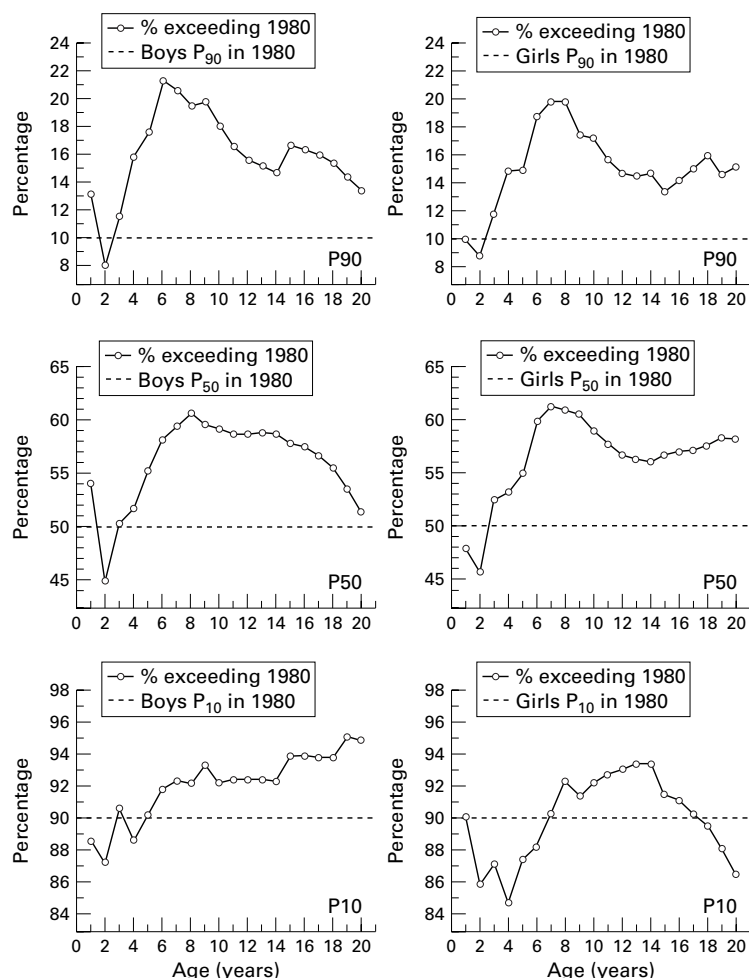 % exceeding 1980
Boys P90 in 1980
24
22
20
18
16
14
12
10
8
Percentage
P90
0 2 4 6 8 10 12 14 16 18 20
% exceeding 1980
Girls P90 in 1980
24
22
20
18
16
14
12
10
8
Percentage
P90
0 2 4 6 8 10 12 14 16 18 20
% exceeding 1980
Boys P50 in 1980
65
60
55
50
45
Percentage
P50
0 2 4 6 8 10 12 14 16 18 20
% exceeding 1980
Girls P50 in 1980
65
60
55
50
45
Percentage
P50
0 2 4 6 8 10 12 14 16 18 20
% exceeding 1980
Boys P10 in 1980
98
96
94
92
90
88
86
84
Percentage
P10
0 2 4 6 8 10 12 14 16 18 20
Age (years)
% exceeding 1980
Girls P10 in 1980
98
96
94
92
90
88
86
84
Percentage
P10
0 2 4 6 8 10 12 14 16 18 20
Age (years)